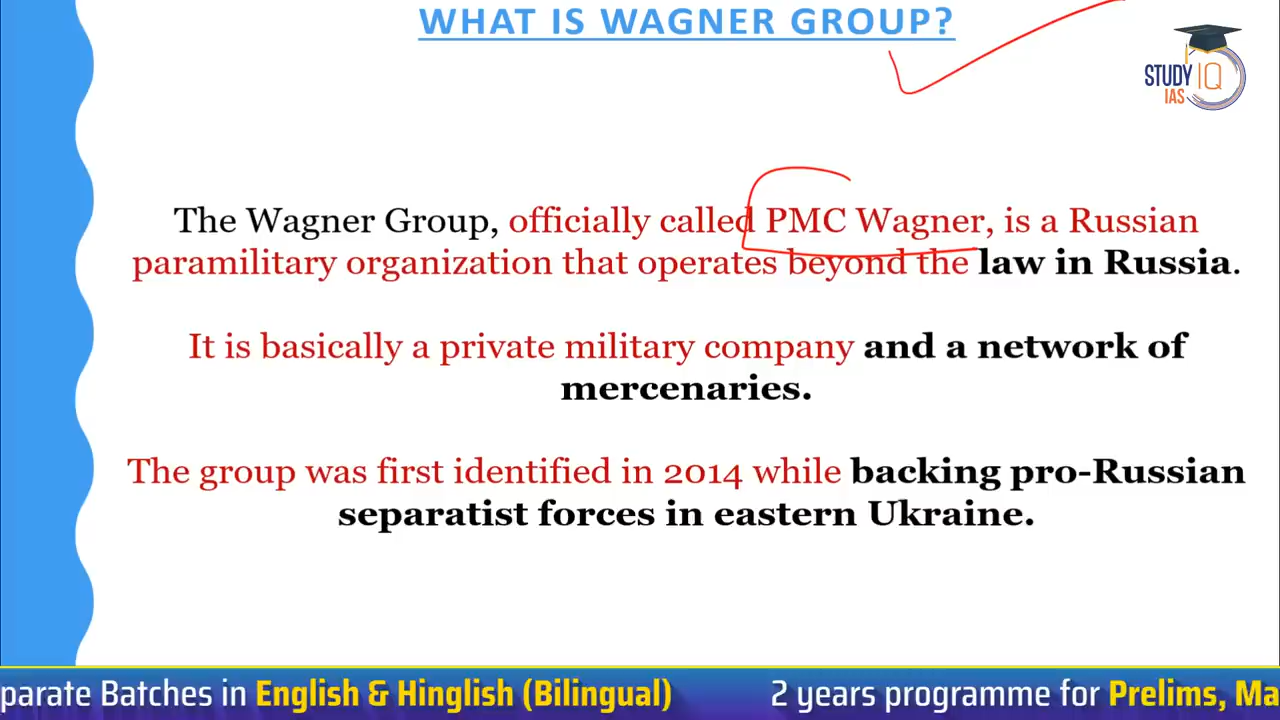 WHAT IS WAGNER GROUP?
STUDY IQ
IAS
The Wagner Group, officially called PMC Wagner, is a Russian
paramilitary organization that operates beyond the law in Russia.
It is basically a private military company and a network of
mercenaries.
The group was first identified in 2014 while backing pro-Russian
separatist forces in eastern Ukraine.
parate Batches in English & Hinglish (Bilingual) 2 years programme for Prelims, Ma